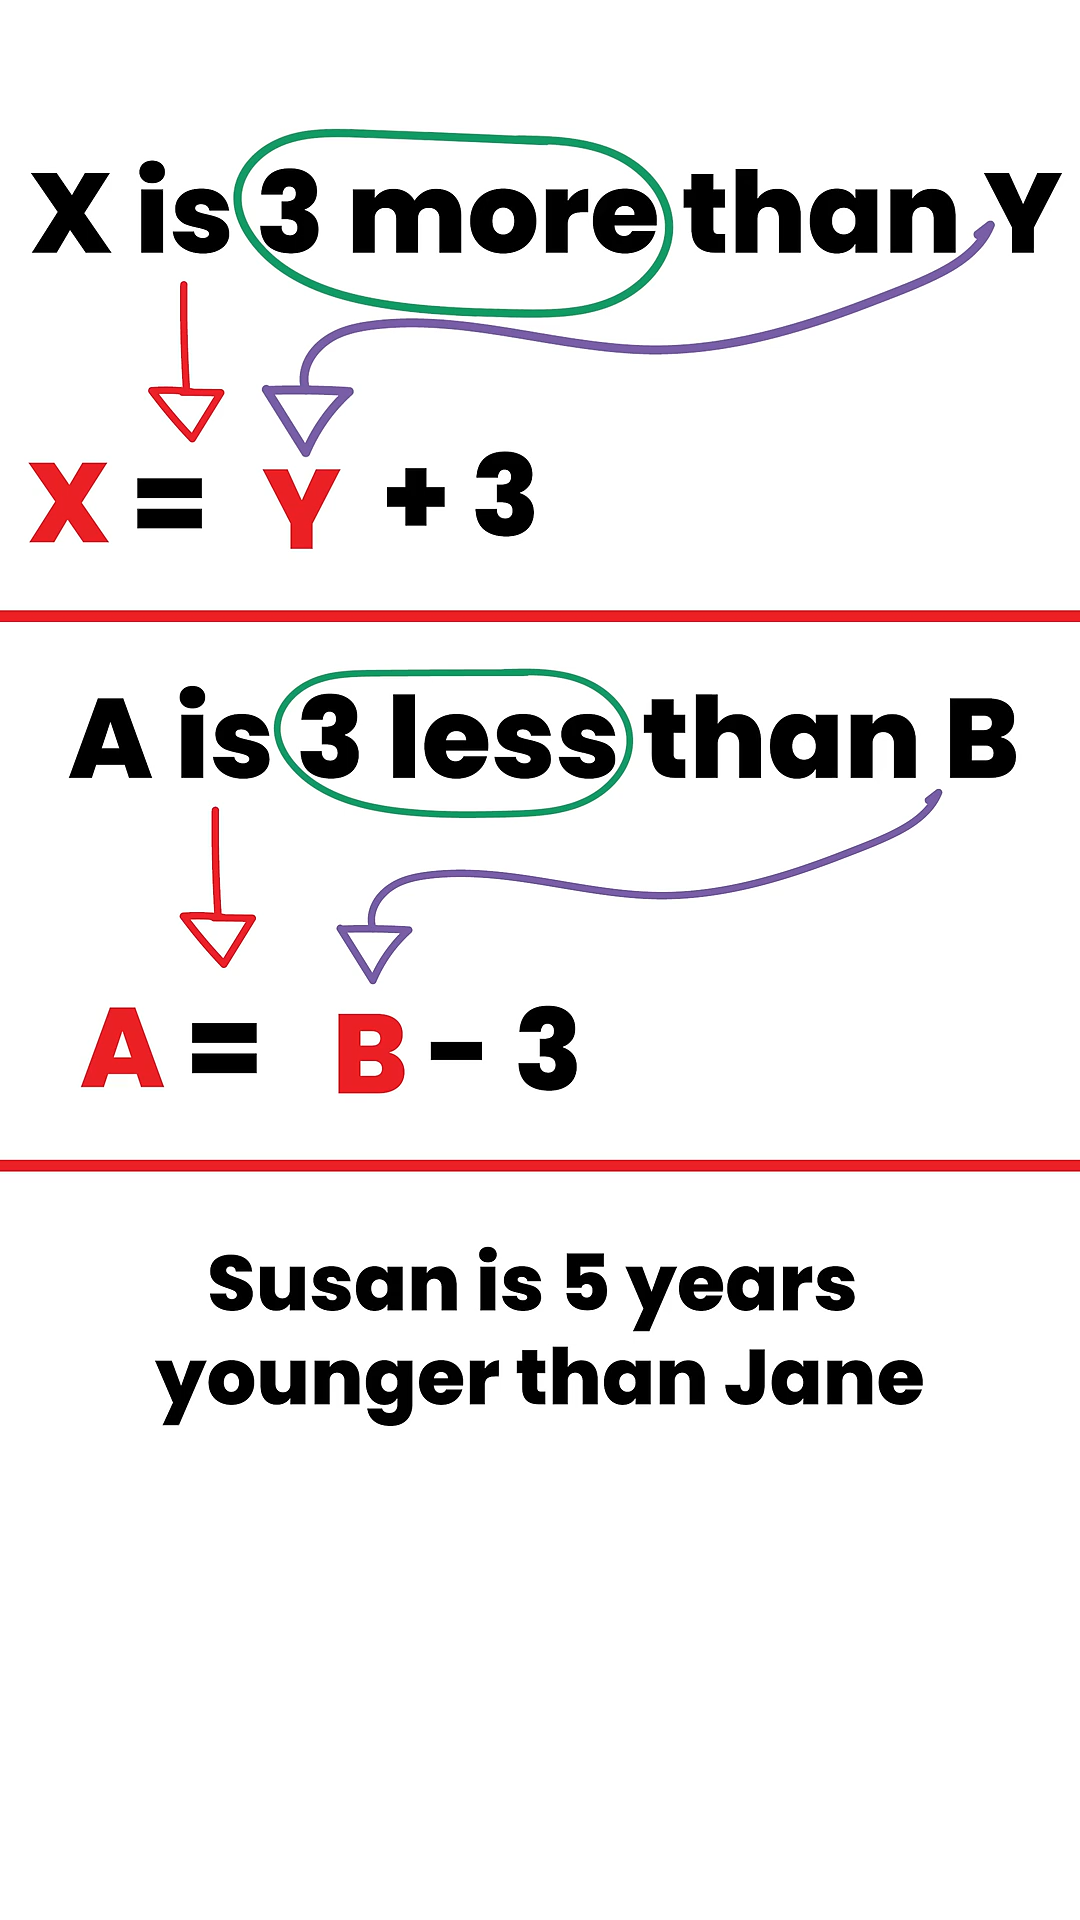 X is 3 more than Y
X = Y + 3
A is 3 less than B
A = B - 3
Susan is 5 years
younger than Jane